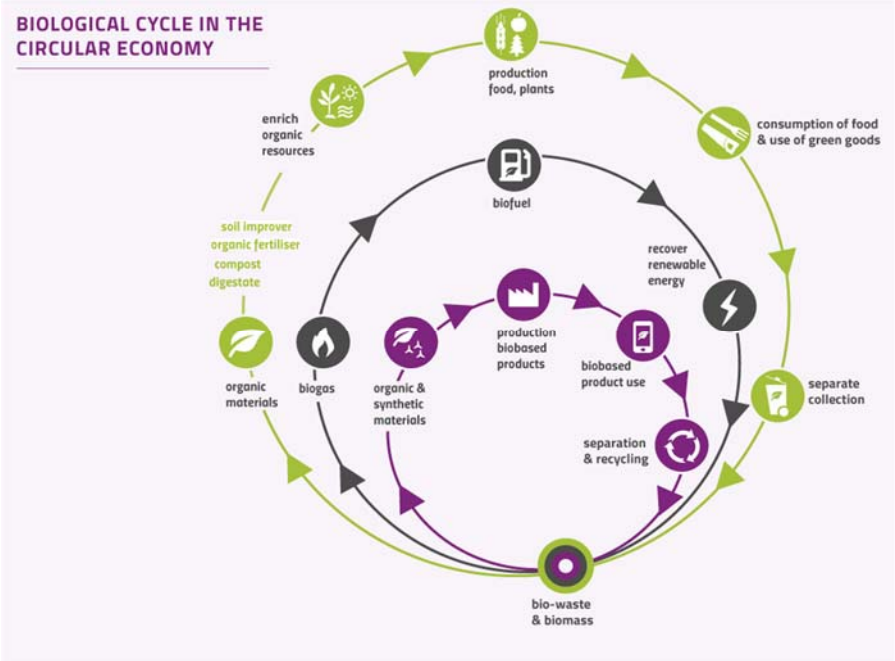 BIOLOGICAL CYCLE IN THE
CIRCULAR ECONOMY
production
food, plants
consumption of food
& use of green goods
enrich
organic
resources
biofuel
soil improver
organic fertiliser
compost
digestate
recover
renewable
energy
production
biobased
products
biobased
product use
organic
materials
biogas
organic &
synthetic
materials
separate
collection
separation
& recycling
bio-waste
& biomass